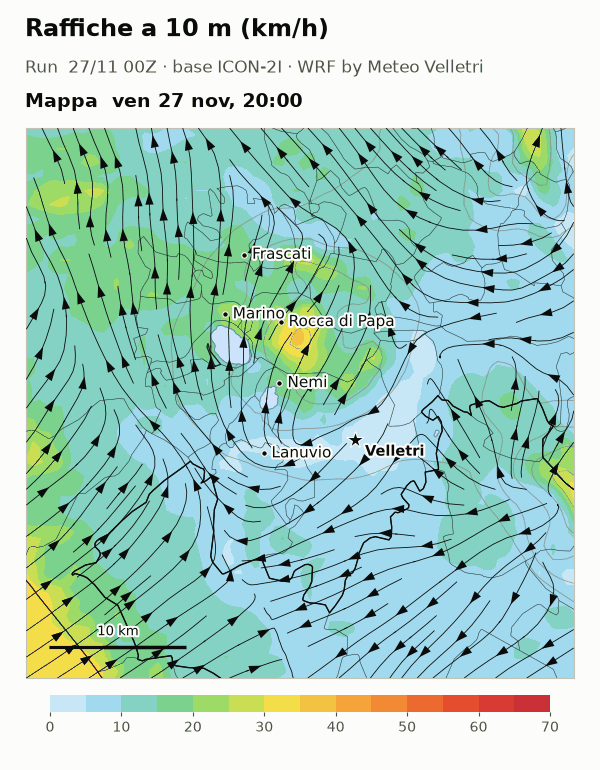 Raffiche a 10 m (km/h)
Run 27/11 00Z · base ICON-2I · WRF by Meteo Velletri
Mappa ven 27 nov, 20:00
Frascati
Marino
Rocca di Papa
Nemi
Lanuvio
Velletri
10 km
0 10 20 30 40 50 60 70